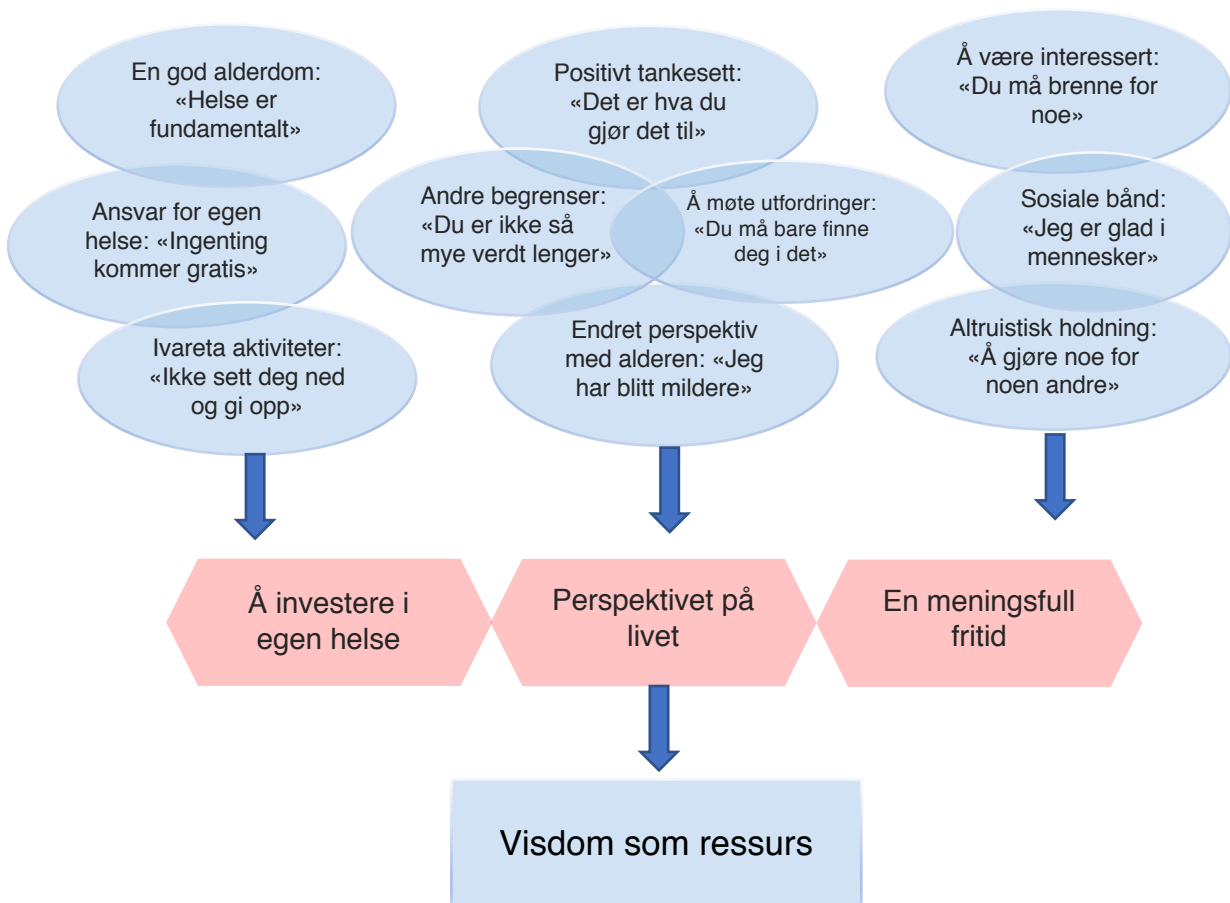 En god alderdom:
«Helse er
fundamentalt»
Ansvar for egen
helse: «Ingenting
kommer gratis»
Ivareta aktiviteter:
«Ikke sett deg ned
og gi opp»
Positivt tankesett:
«Det er hva du
gjør det til»
Andre begrenser:
«Du er ikke så
mye verdt lenger»
Å møte utfordringer:
«Du må bare finne
deg i det»
Endret perspektiv
med alderen: «Jeg
har blitt mildere»
Å være interessert:
«Du må brenne for
noe»
Sosiale bånd:
«Jeg er glad i
mennesker»
Altruistisk holdning:
«Å gjøre noe for
noen andre»
Å investere i
egen helse
Perspektivet på
livet
En meningsfull
fritid
Visdom som ressurs